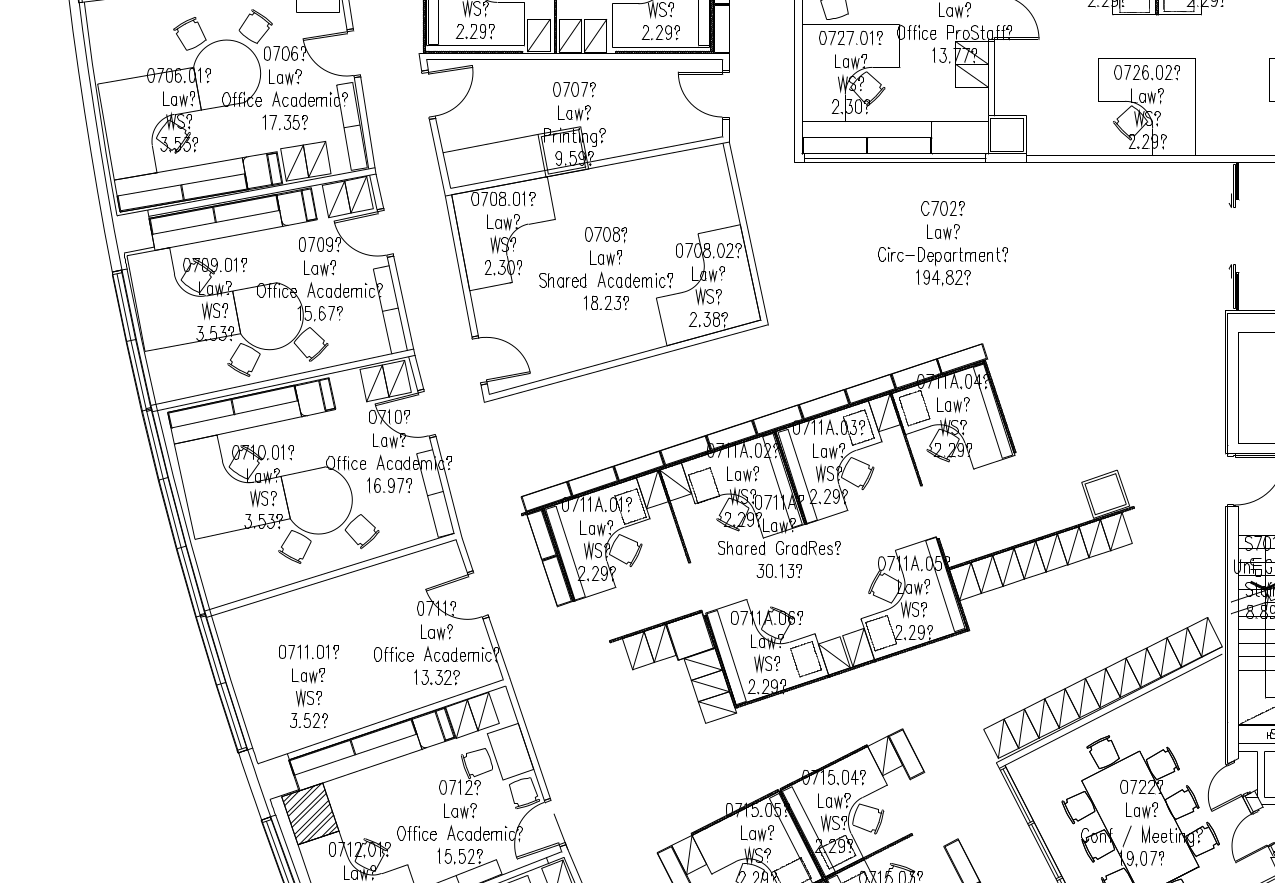 WS?
2.29?
WS?
2.29?
Law?
Office ProStaff?
13.77?
2.29?
2.29?
0727.01?
Law?
WS?
2.30?
0726.02?
Law?
WS?
2.29?
0706?
Law?
Office Academic?
17.35?
0706.01?
Law?
WS?
3.53?
0707?
Law?
Printing?
9.59?
0708.01?
Law?
WS?
2.30?
0708?
Law?
Shared Academic?
18.23?
0708.02?
Law?
WS?
2.38?
C702?
Law?
Circ-Department?
194.82?
0709.01?
Law?
WS?
3.53?
0709?
Law?
Office Academic?
15.67?
0710.01?
Law?
WS?
3.53?
0710?
Law?
Office Academic?
16.97?
0711A.04?
Law?
WS?
2.29?
0711A.03?
Law?
WS?
2.29?
0711A.02?
Law?
WS?
2.29?
0711A.01?
Law?
WS?
2.29?
0711A?
Law?
Shared GradRes?
30.13?
0711A.05?
Law?
WS?
2.29?
0711A.06?
Law?
WS?
2.29?
0711?
Law?
Office Academic?
13.32?
0711.01?
Law?
WS?
3.52?
0712?
Law?
Office Academic?
15.52?
0712.01?
Law?
0715.04?
Law?
WS?
2.29?
0715.05?
Law?
WS?
2.29?
0715.03?
0722?
Law?
Conf / Meeting?
19.07?
S70
8.89